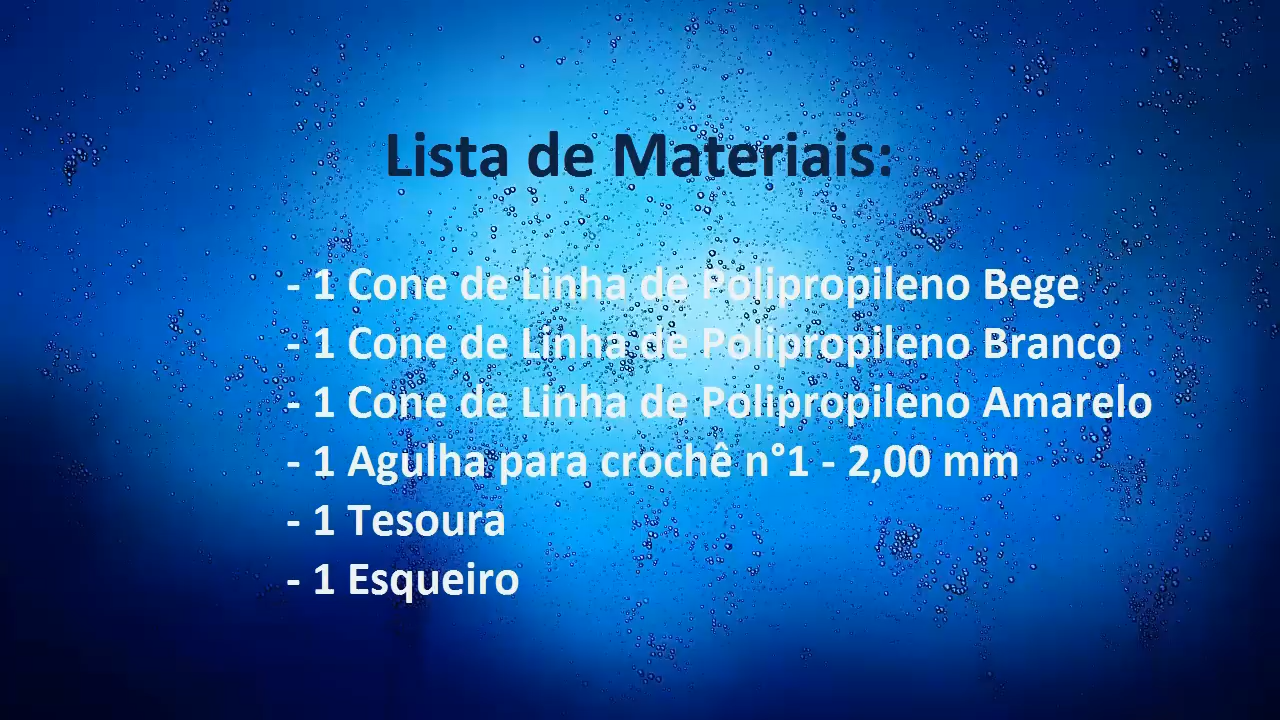 Lista de Materiais:
- 1 Cone de Linha de Polipropileno Bege
- 1 Cone de Linha de Polipropileno Branco
- 1 Cone de Linha de Polipropileno Amarelo
- 1 Agulha para crochê n°1 - 2,00 mm
- 1 Tesoura
- 1 Esqueiro